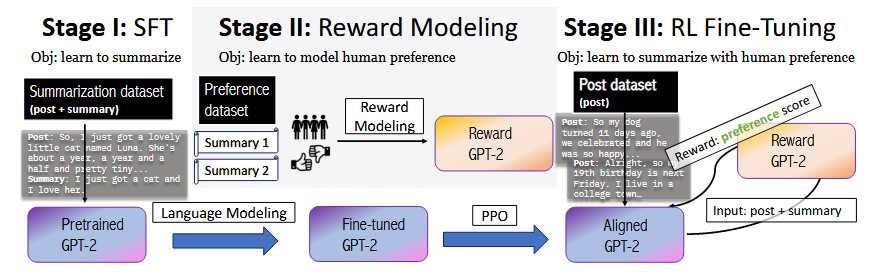 Stage I: SFT
Obj: learn to summarize
Summarization dataset
(post + summary)
Post: So, I just got a lovely
little cat named Luna. She's
about a year, a year and a
half and pretty tiny...
Summary: I just got a cat and
I love her.
Pretrained
GPT-2
Language Modeling
Stage II: Reward Modeling
Obj: learn to model human preference
Preference
dataset
Summary 1
Summary 2
Reward
Modeling
Reward
GPT-2
Fine-tuned
GPT-2
PPO
Stage III: RL Fine-Tuning
Obj: learn to summarize with human preference
Post dataset
(post)
Post: So my dog
turned 11 days ago,
we celebrated and he
was so happy...
Post: Alright, so
19th birthday is next
Friday. I live in a
college town…
Reward: preference score
Reward
GPT-2
Input: post + summary
Aligned
GPT-2